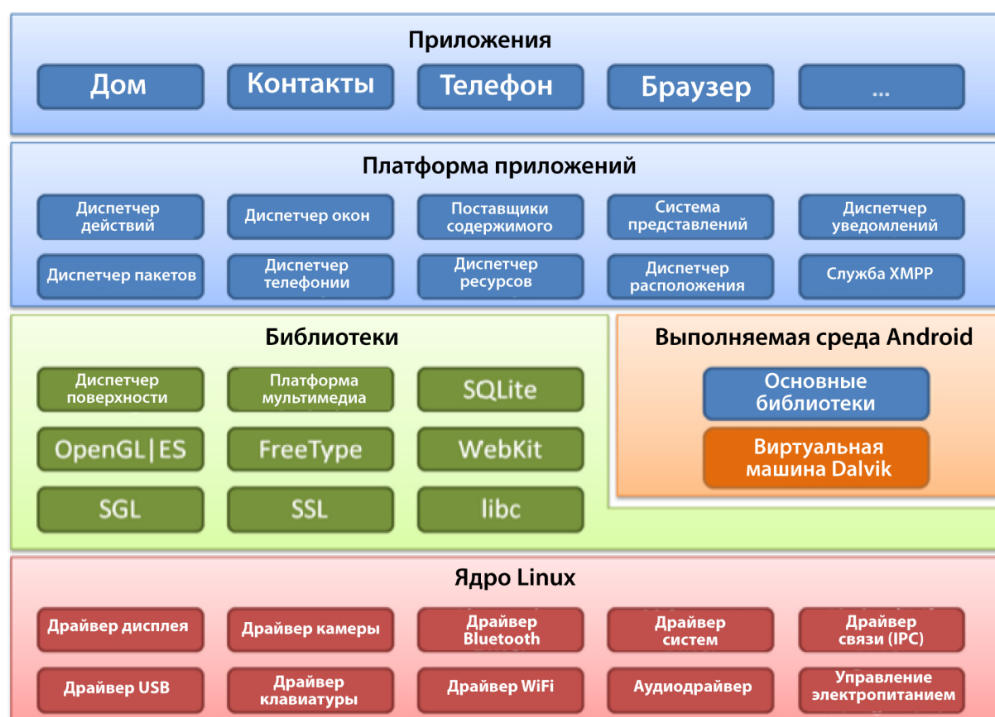 Приложения
Дом
Контакты
Телефон
Браузер
...
Платформа приложений
Диспетчер
действий
Диспетчер окон
Поставщики
содержимого
Система
представлений
Диспетчер
уведомлений
Диспетчер пакетов
Диспетчер
телефонии
Диспетчер
ресурсов
Диспетчер
расположения
Служба XMPP
Библиотеки
Диспетчер
поверхности
Платформа
мультимедиа
SQLite
OpenGL|ES
FreeType
WebKit
SGL
SSL
libc
Выполняемая среда Android
Основные
библиотеки
Виртуальная
машина Dalvik
Ядро Linux
Драйвер дисплея
Драйвер камеры
Драйвер
Bluetooth
Драйвер
систем
Драйвер
связи (IPC)
Драйвер USB
Драйвер
клавиатуры
Драйвер WiFi
Аудиодрайвер
Управление
электропитанием